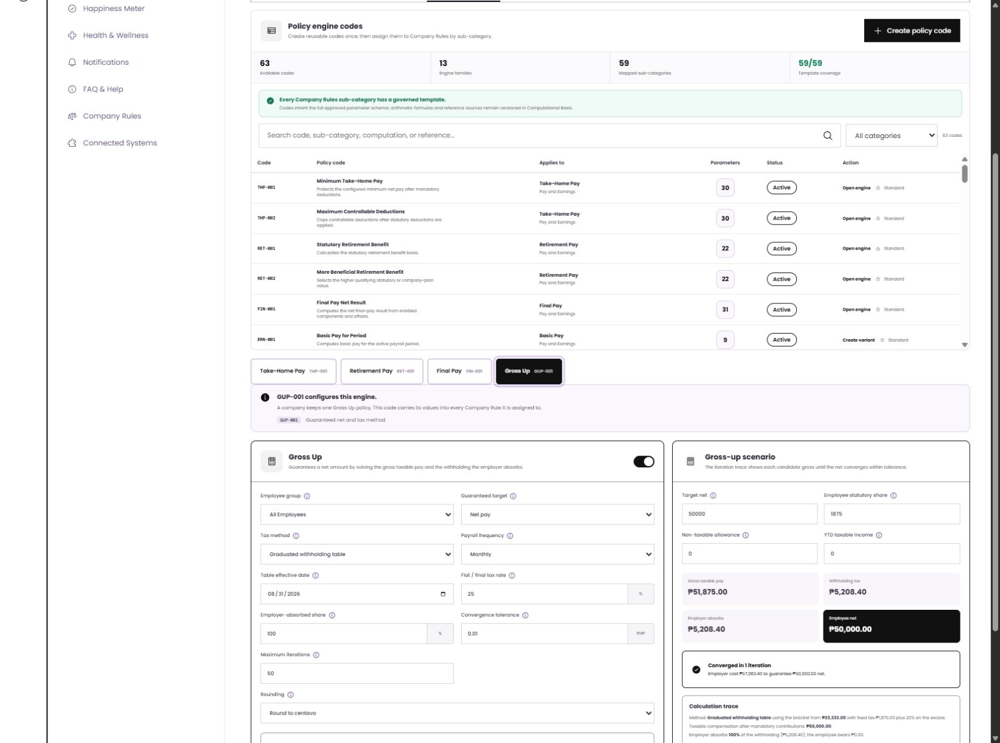 Happiness Meter
Health & Wellness
Notifications
FAQ & Help
Company Rules
Connected Systems
Policy engine codes
Create reusable codes once, then assign them to Company Rules by sub-category.
Create policy code
63
Available codes
13
Engine families
59
Mapped sub-categories
59/59
Template coverage
Every Company Rules sub-category has a governed template.
Codes inherit the full approved parameter schema; arithmetic formulas and reference sources remain versioned in Computational Basis.
Search code, sub-category, computation, or reference...
All categories
63 codes
Code Policy code Applies to Parameters Status Action
THP-001 Minimum Take-Home Pay
Protects the configured minimum net pay after mandatory
deductions.
Take-Home Pay
Pay and Earnings
30 Active Open engine Standard
THP-002 Maximum Controllable Deductions
Caps controllable deductions after statutory deductions are
applied.
Take-Home Pay
Pay and Earnings
30 Active Open engine Standard
RET-001 Statutory Retirement Benefit
Calculates the statutory retirement benefit basis.
Retirement Pay
Pay and Earnings
22 Active Open engine Standard
RET-002 More Beneficial Retirement Benefit
Selects the higher qualifying statutory or company-plan
value.
Retirement Pay
Pay and Earnings
22 Active Open engine Standard
FIN-001 Final Pay Net Result
Computes the net final-pay result from enabled
components and offsets.
Final Pay
Pay and Earnings
31 Active Open engine Standard
ERN-001 Basic Pay for Period
Computes basic pay for the active payroll period.
Basic Pay
Pay and Earnings
9 Active Create variant Standard
Take-Home Pay THP-001
Retirement Pay RET-001
Final Pay FIN-001
Gross Up GUP-001
GUP-001 configures this engine.
A company keeps one Gross Up policy. This code carries its values into every Company Rule it is assigned to.
GUP-001 Guaranteed net and tax method
Gross Up
Guarantees a net amount by solving the gross taxable pay and the withholding the employer absorbs.
Employee group
All Employees
Guaranteed target
Net pay
Tax method
Graduated withholding table
Payroll frequency
Monthly
Table effective date
08/31/2026
Flat / final tax rate
25 %
Employer-absorbed share
100 %
Convergence tolerance
0.01 PHP
Maximum iterations
50
Rounding
Round to centavo
Gross-up scenario
The iteration trace shows each candidate gross until the net converges within tolerance.
Target net
50000
Employee statutory share
1875
Non-taxable allowance
0
YTD taxable income
0
Gross taxable pay
₱51,875.00
Withholding tax
₱5,208.40
Employer absorbs
₱5,208.40
Employee net
₱50,000.00
Converged in 1 iteration
Employer cost ₱57,083.40 to guarantee ₱50,000.00 net.
Calculation trace
Method: Graduated withholding table using the bracket from ₱33,333.00 with fixed tax ₱1,875.00 plus 20% on the excess.
Taxable compensation after mandatory contributions: ₱50,000.00.
Employer absorbs 100% of the withholding (₱5,208.40); the employee bears ₱0.00.